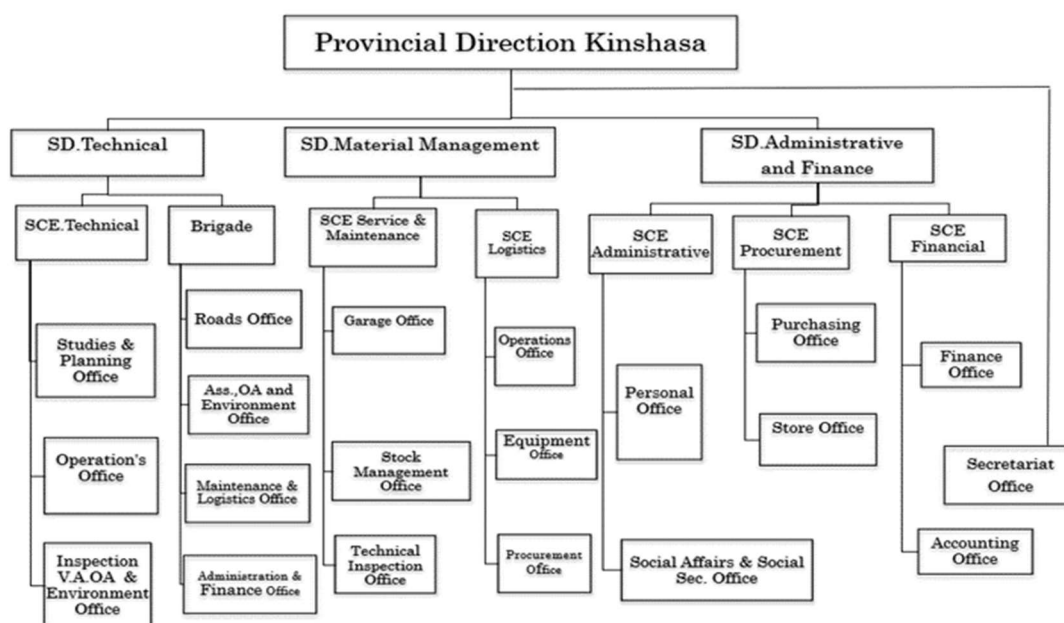 Provincial Direction Kinshasa
SD.Technical
SD.Material Management
SD.Administrative
and Finance
SCE.Technical
Brigade
SCE Service &
Maintenance
SCE
Logistics
SCE
Administrative
SCE
Procurement
SCE
Financial
Studies &
Planning
Office
Operation's
Office
Inspection
V.A.OA &
Environment
Office
Roads Office
Ass.,OA and
Environment
Office
Maintenance &
Logistics Office
Administration &
Finance Office
Garage Office
Stock
Management
Office
Technical
Inspection
Office
Operations
Office
Equipment
Office
Procurement
Office
Personal
Office
Social Affairs & Social
Sec. Office
Purchasing
Office
Store Office
Finance
Office
Accounting
Office
Secretariat
Office